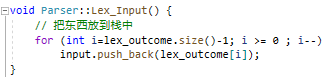 void Parser::Lex_Input() {
// 把东西放到栈中
for (int i=lex_outcome.size()-1; i >= 0 ; i--)
input.push_back(lex_outcome[i]);
}